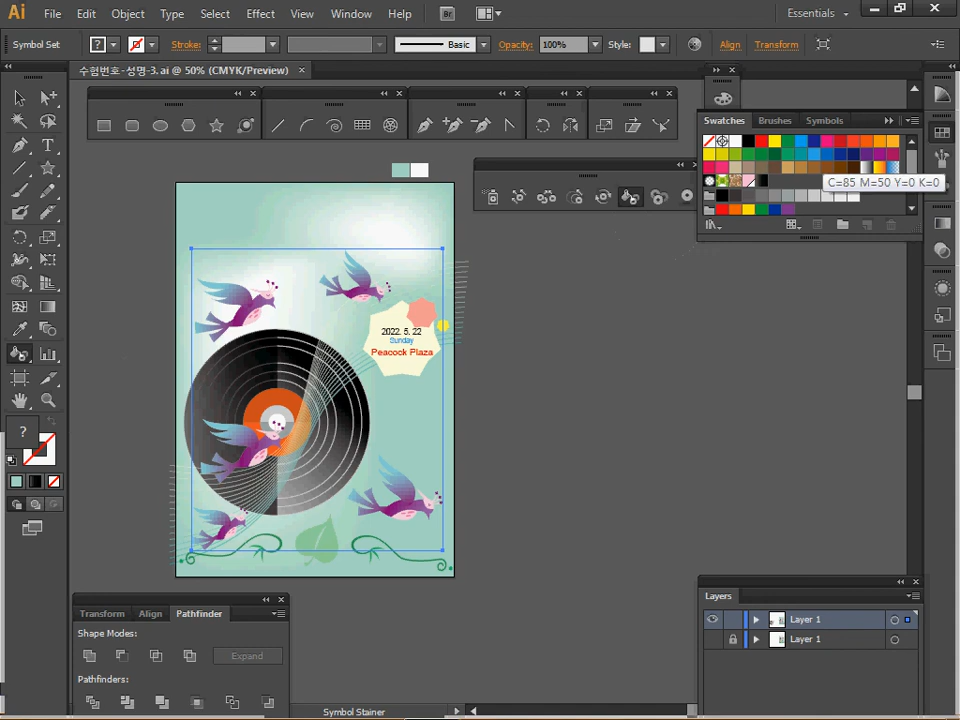 Ai File Edit Object Type Select Effect View Window Help Br Essentials
Symbol Set ? Stroke: Basic Opacity: 100% Style: Align Transform
수험번호-성명-3.ai @ 50% (CMYK/Preview)
Swatches Brushes Symbols
C=85 M=50 Y=0 K=0
2022. 5. 22
Sunday
Peacock Plaza
?
Transform Align Pathfinder
Shape Modes:
Expand
Pathfinders:
Layers
Layer 1
Layer 1
Symbol Stainer